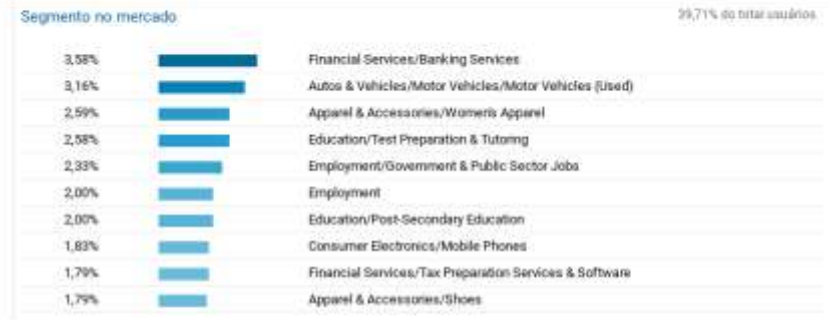 Segmento no mercado
39,71% do total usuários
3,58% Financial Services/Banking Services
3,16% Autos & Vehicles/Motor Vehicles/Motor Vehicles (Used)
2,59% Apparel & Accessories/Women's Apparel
2,58% Education/Test Preparation & Tutoring
2,33% Employment/Government & Public Sector Jobs
2,00% Employment
2,00% Education/Post-Secondary Education
1,83% Consumer Electronics/Mobile Phones
1,79% Financial Services/Tax Preparation Services & Software
1,79% Apparel & Accessories/Shoes